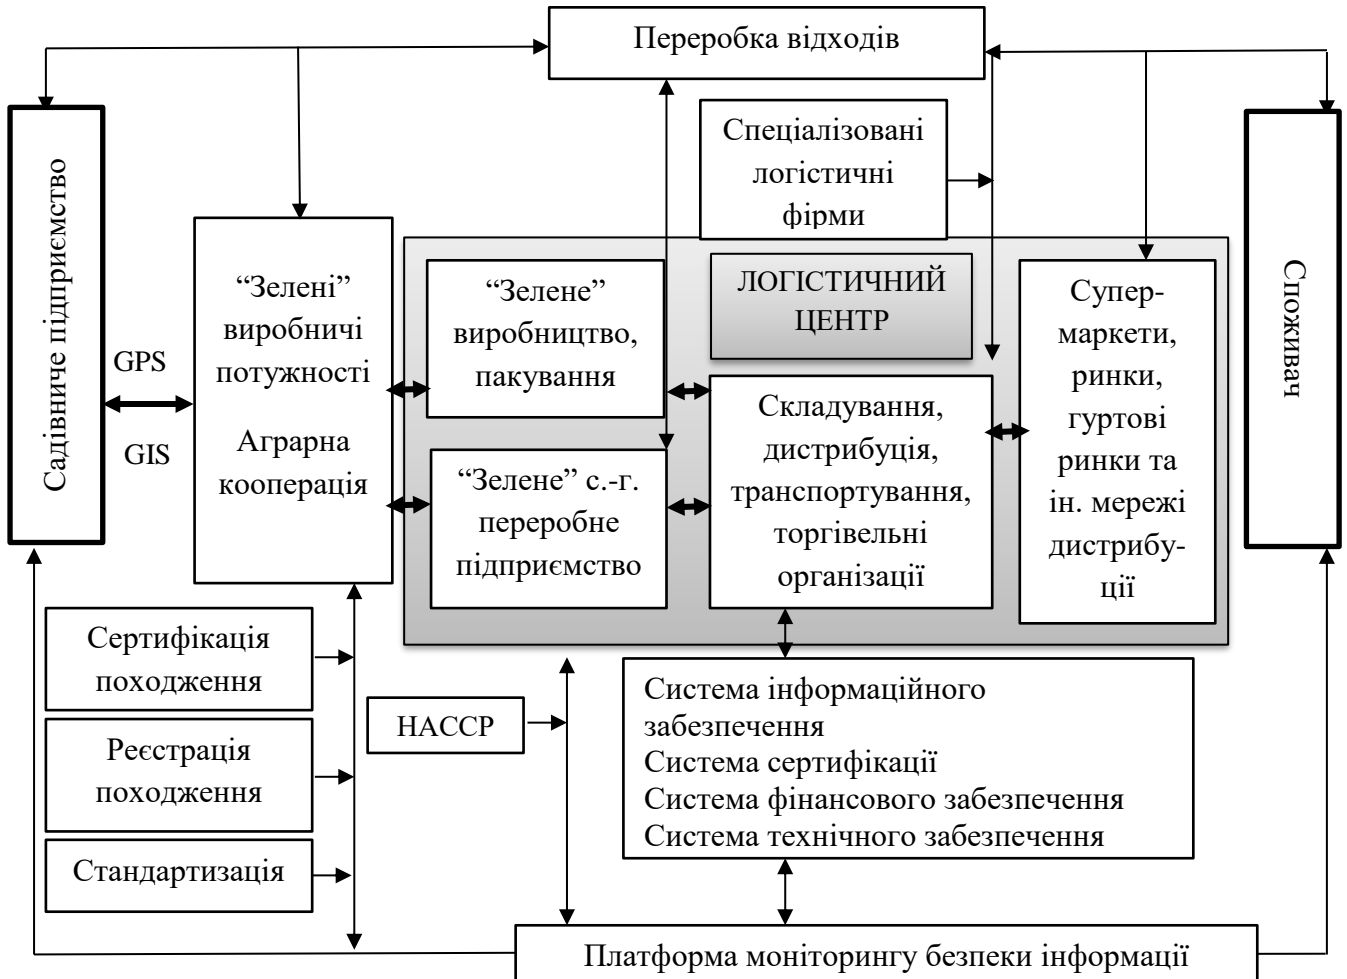 Переробка відходів
Спеціалізовані
логістичні
фірми
Садівниче підприємство
GPS
GIS
“Зелені”
виробничі
потужності
Аграрна
кооперація
“Зелене”
виробництво,
пакування
“Зелене” с.-г.
переробне
підприємство
ЛОГІСТИЧНИЙ
ЦЕНТР
Складування,
дистрибуція,
транспортування,
торгівельні
організації
Супер-
маркети,
ринки,
гуртові
ринки та
ін. мережі
дистрибу-
ції
Споживач
Сертифікація
походження
Реєстрація
походження
Стандартизація
НАССР
Система інформаційного
забезпечення
Система сертифікації
Система фінансового забезпечення
Система технічного забезпечення
Платформа моніторингу безпеки інформації